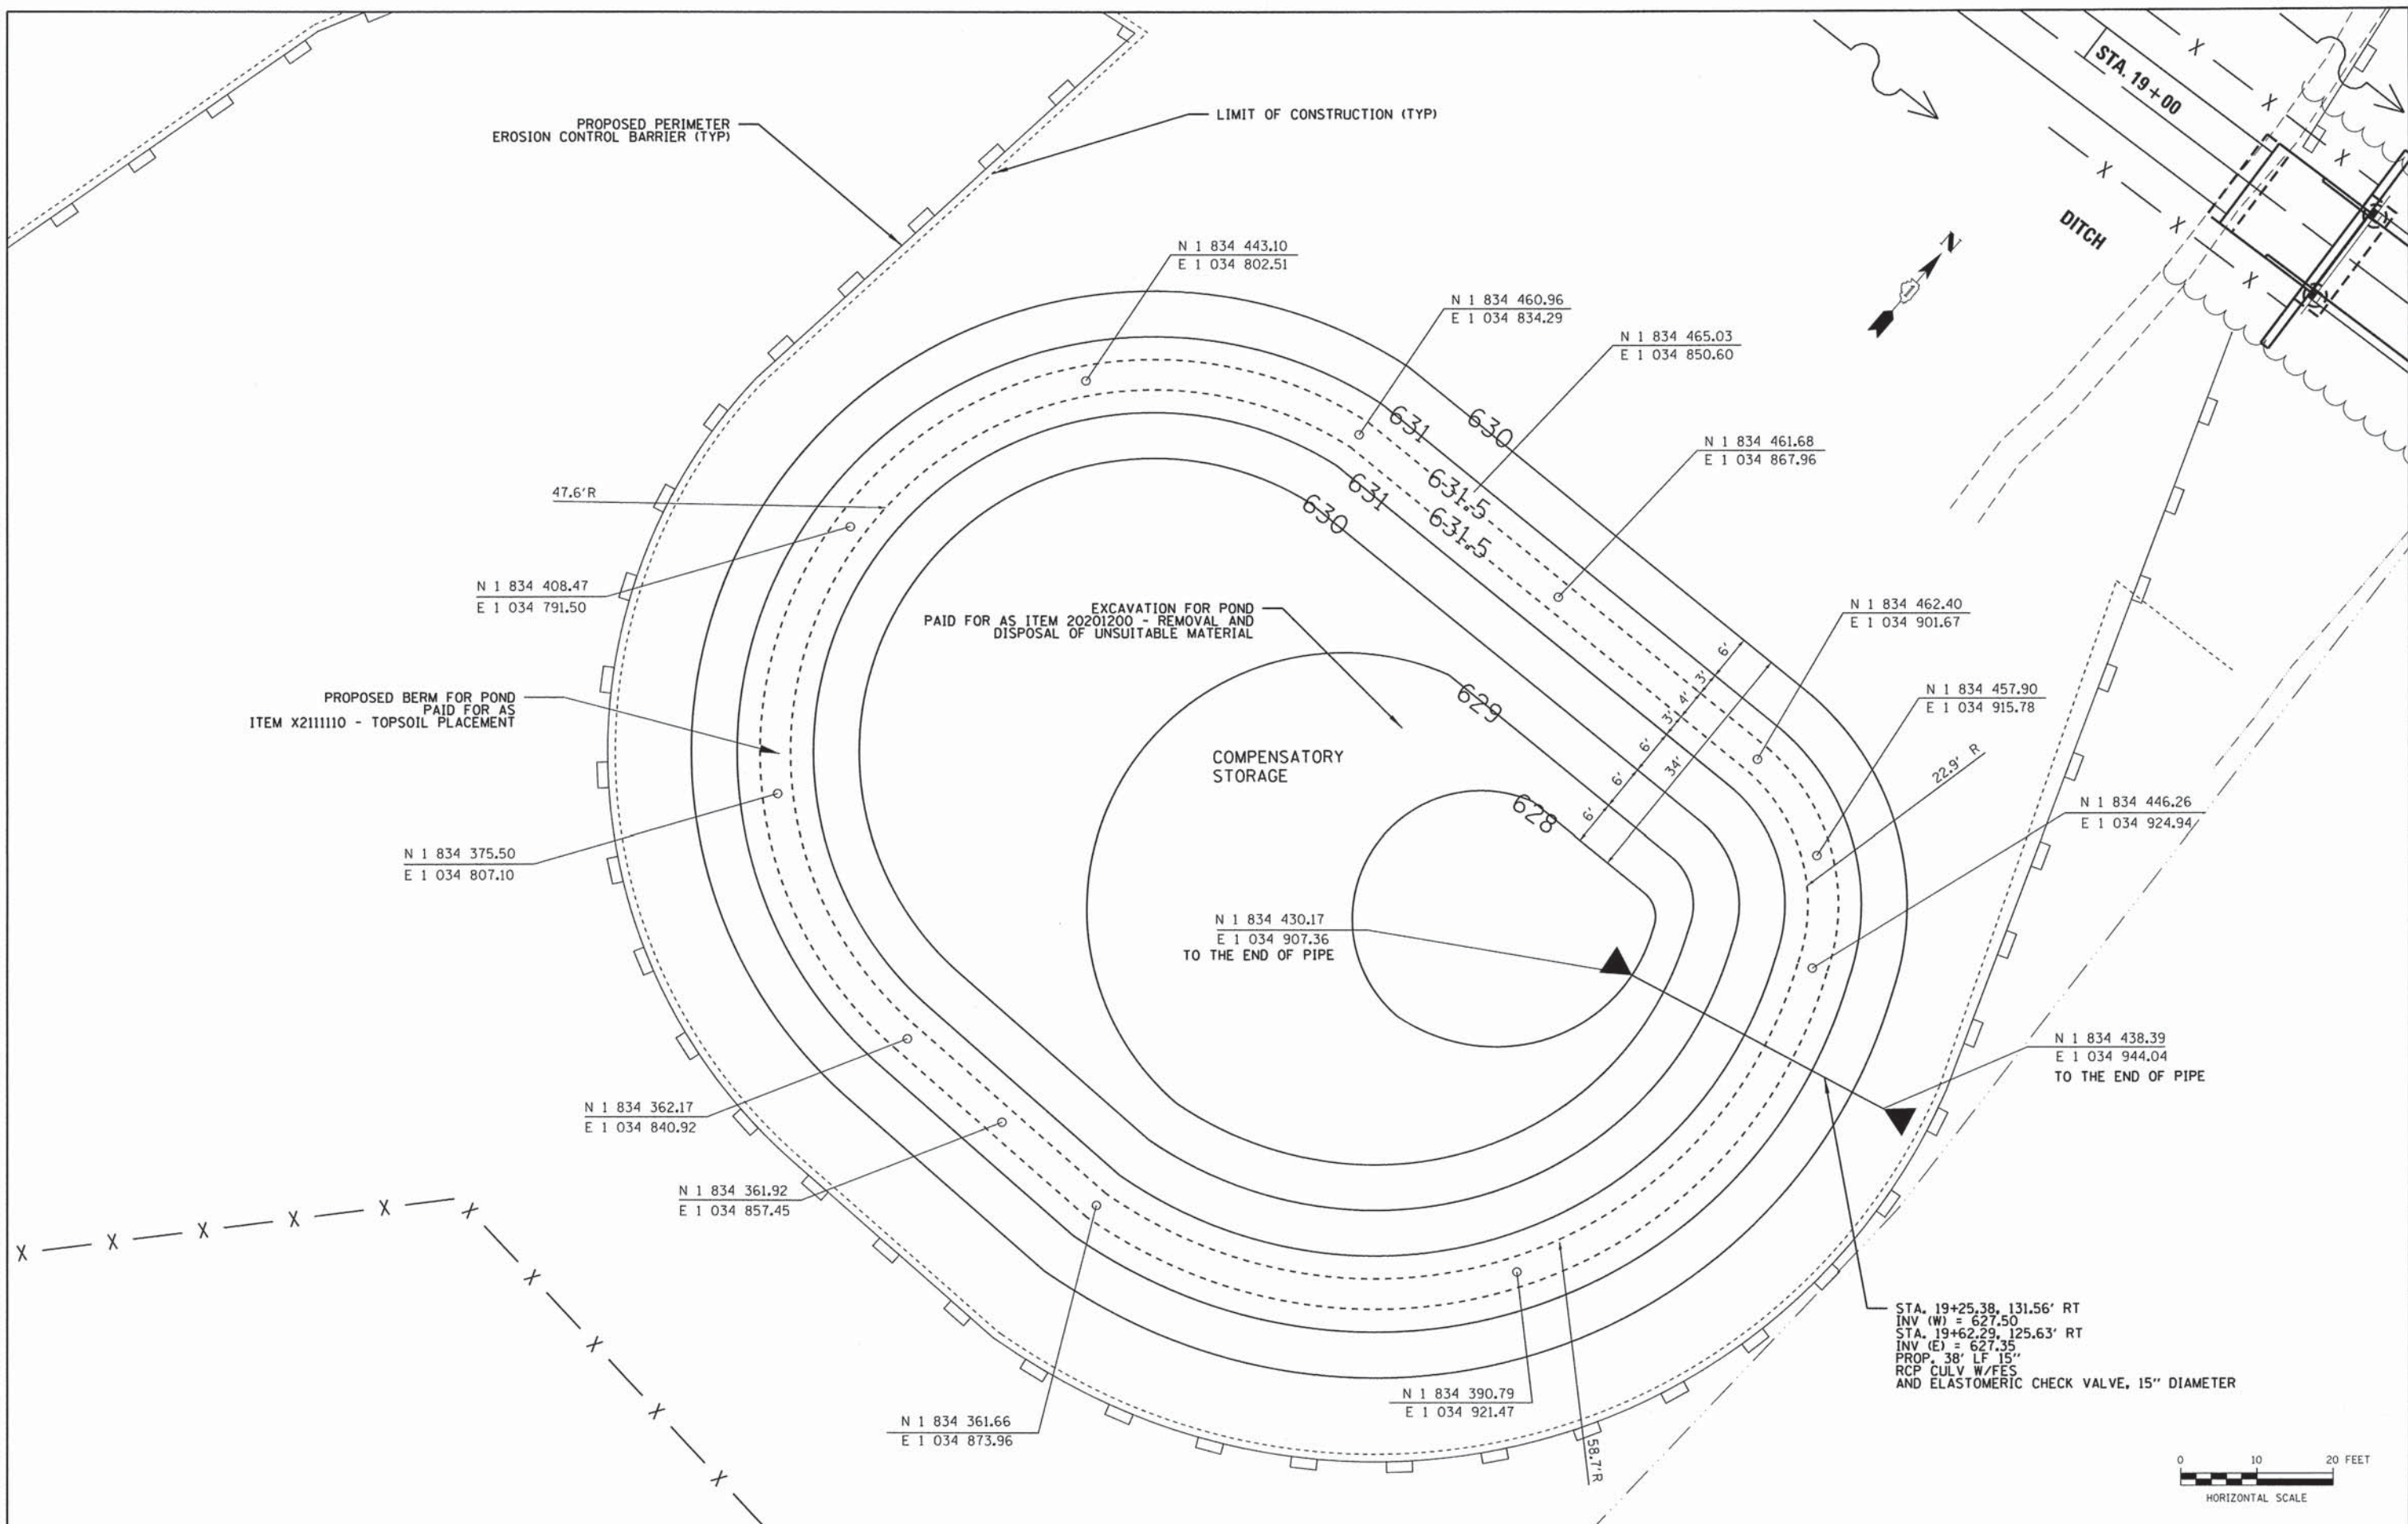 STA. 19+00
PROPOSED PERIMETER
EROSION CONTROL BARRIER (TYP)
LIMIT OF CONSTRUCTION (TYP)
DITCH
N
N 1 834 443.10
E 1 034 802.51
N 1 834 460.96
E 1 034 834.29
N 1 834 465.03
E 1 034 850.60
N 1 834 461.68
E 1 034 867.96
631
630
631.5
631
630
631.5
47.6'R
N 1 834 408.47
E 1 034 791.50
EXCAVATION FOR POND
PAID FOR AS ITEM 20201200 - REMOVAL AND
DISPOSAL OF UNSUITABLE MATERIAL
N 1 834 462.40
E 1 034 901.67
N 1 834 457.90
E 1 034 915.78
PROPOSED BERM FOR POND
PAID FOR AS
ITEM X2111110 - TOPSOIL PLACEMENT
629
6'
3'
4'
3'
6'
6'
6'
34'
22.9' R
COMPENSATORY
STORAGE
628
N 1 834 446.26
E 1 034 924.94
N 1 834 375.50
E 1 034 807.10
N 1 834 430.17
E 1 034 907.36
TO THE END OF PIPE
N 1 834 438.39
E 1 034 944.04
TO THE END OF PIPE
N 1 834 362.17
E 1 034 840.92
N 1 834 361.92
E 1 034 857.45
X X X X X X
X X X X
STA. 19+25.38, 131.56' RT
INV (W) = 627.50
STA. 19+62.29, 125.63' RT
INV (E) = 627.35
PROP. 38' LF 15"
RCP CULV W/FES
AND ELASTOMERIC CHECK VALVE, 15" DIAMETER
N 1 834 390.79
E 1 034 921.47
N 1 834 361.66
E 1 034 873.96
58.7'R
0 10 20 FEET
HORIZONTAL SCALE